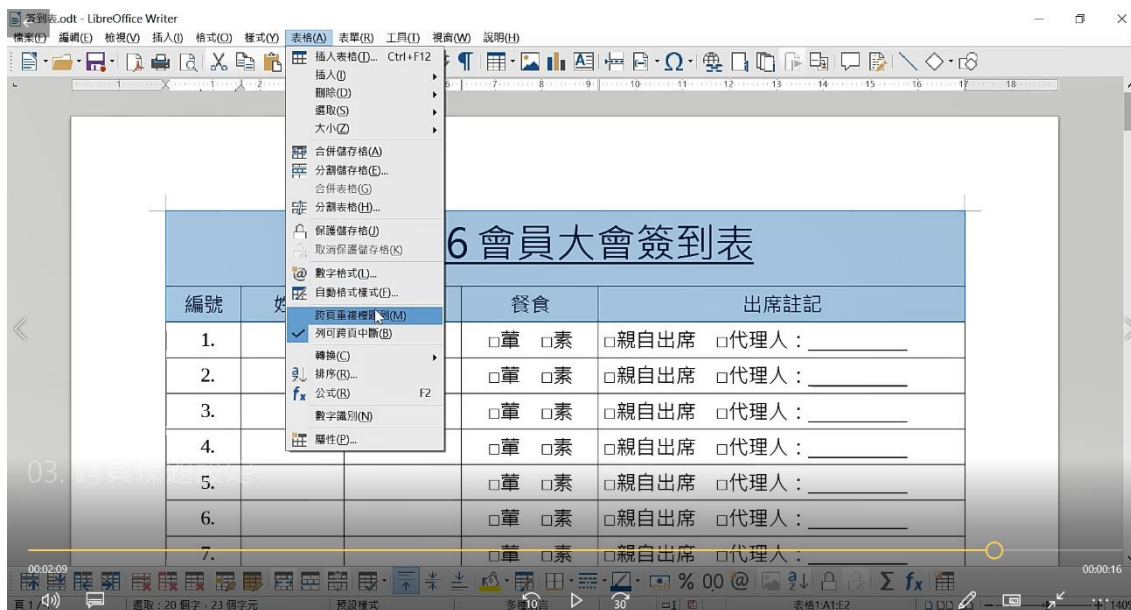 簽到表.odt - LibreOffice Writer
檔案(F) 編輯(E) 檢視(V) 插入(I) 格式(O) 樣式(Y) 表格(A) 表單(R) 工具(T) 視窗(W) 說明(H)
插入表格(I)... Ctrl+F12
插入(I)
刪除(D)
選取(S)
大小(Z)
合併儲存格(A)
分割儲存格(E)...
合併表格(G)
分割表格(H)...
保護儲存格(J)
取消保護儲存格(K)
數字格式(L)...
自動格式樣式(F)...
跨頁重複標題列(M)
列可跨頁中斷(B)
轉換(C)
排序(R)...
公式(R) F2
數字識別(N)
屬性(P)...
6 會員大會簽到表
編號 餐食 出席註記
1. □葷 □素 □親自出席 □代理人：
2. □葷 □素 □親自出席 □代理人：
3. □葷 □素 □親自出席 □代理人：
4. □葷 □素 □親自出席 □代理人：
5. □葷 □素 □親自出席 □代理人：
6. □葷 □素 □親自出席 □代理人：
7. □葷 □素 □親自出席 □代理人：
03. 跨頁標題設定
00:02:09 00:00:16
10 30
選取：20 個字，23 個字元 預設樣式 表格1:A1:E2 140